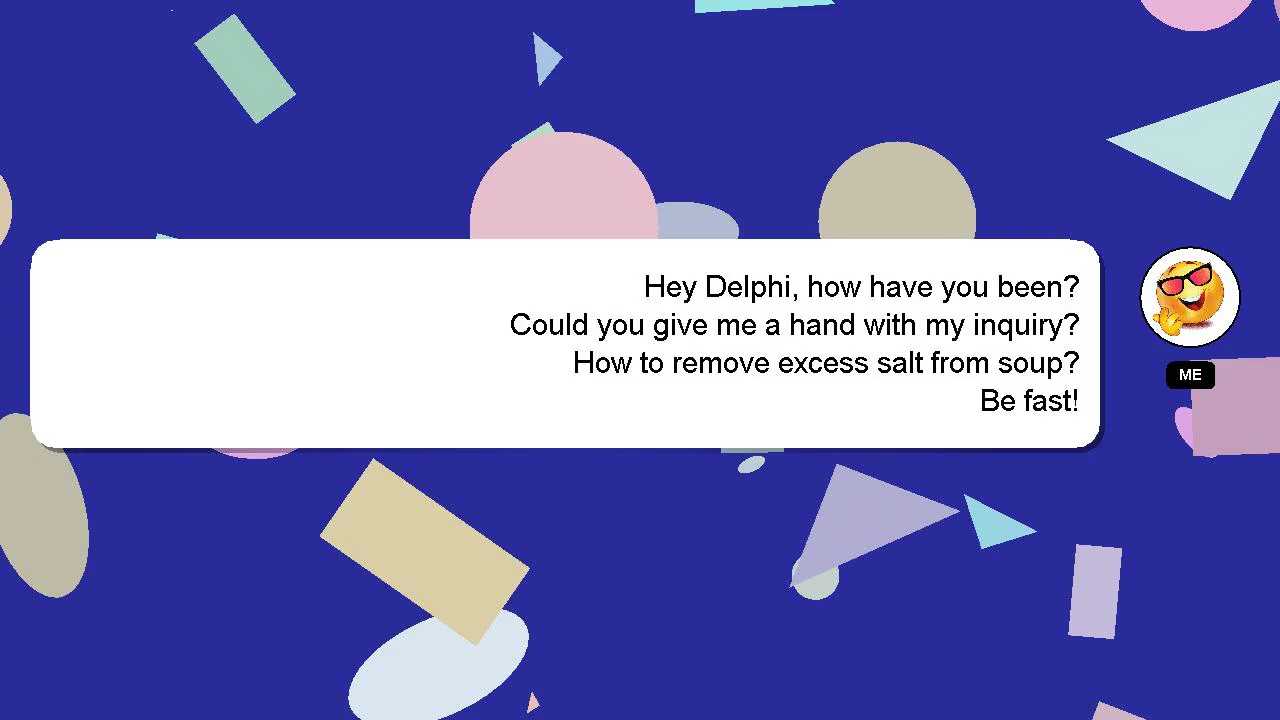 Hey Delphi, how have you been?
Could you give me a hand with my inquiry?
How to remove excess salt from soup?
Be fast!
ME